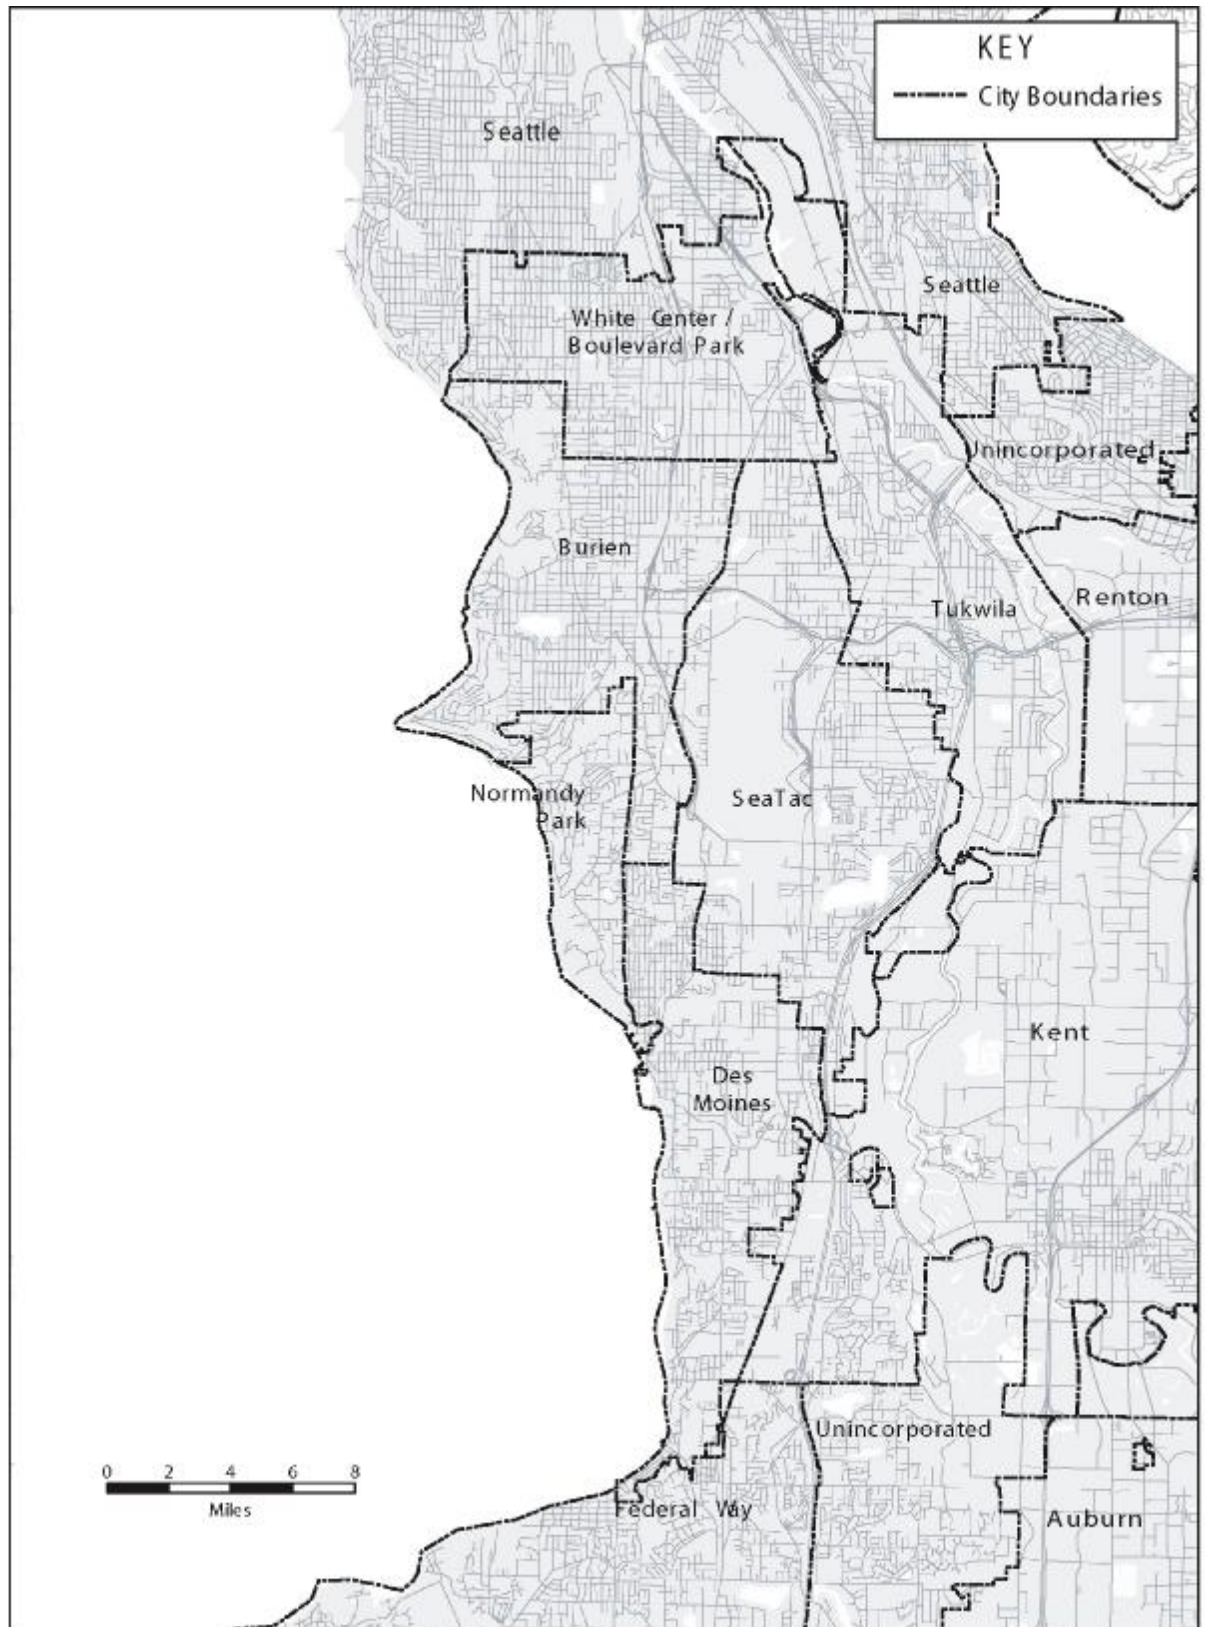 KEY
City Boundaries
Seattle
Seattle
White Center /
Boulevard Park
Unincorporated
Burien
Tukwila
Renton
Normandy
Park
SeaTac
Kent
Des
Moines
Unincorporated
0 2 4 6 8
Miles
Federal Way
Auburn